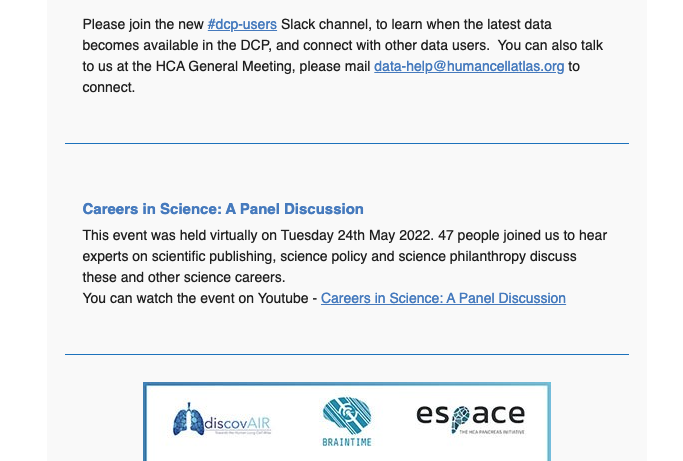 Please join the new #dcp-users Slack channel, to learn when the latest data
becomes available in the DCP, and connect with other data users.  You can also talk
to us at the HCA General Meeting, please mail data-help@humancellatlas.org to
connect.
Careers in Science: A Panel Discussion
This event was held virtually on Tuesday 24th May 2022. 47 people joined us to hear
experts on scientific publishing, science policy and science philanthropy discuss
these and other science careers.
You can watch the event on Youtube - Careers in Science: A Panel Discussion
discovAIR
BRAINTIME
espace
THE HCA PANCREAS INITIATIVE